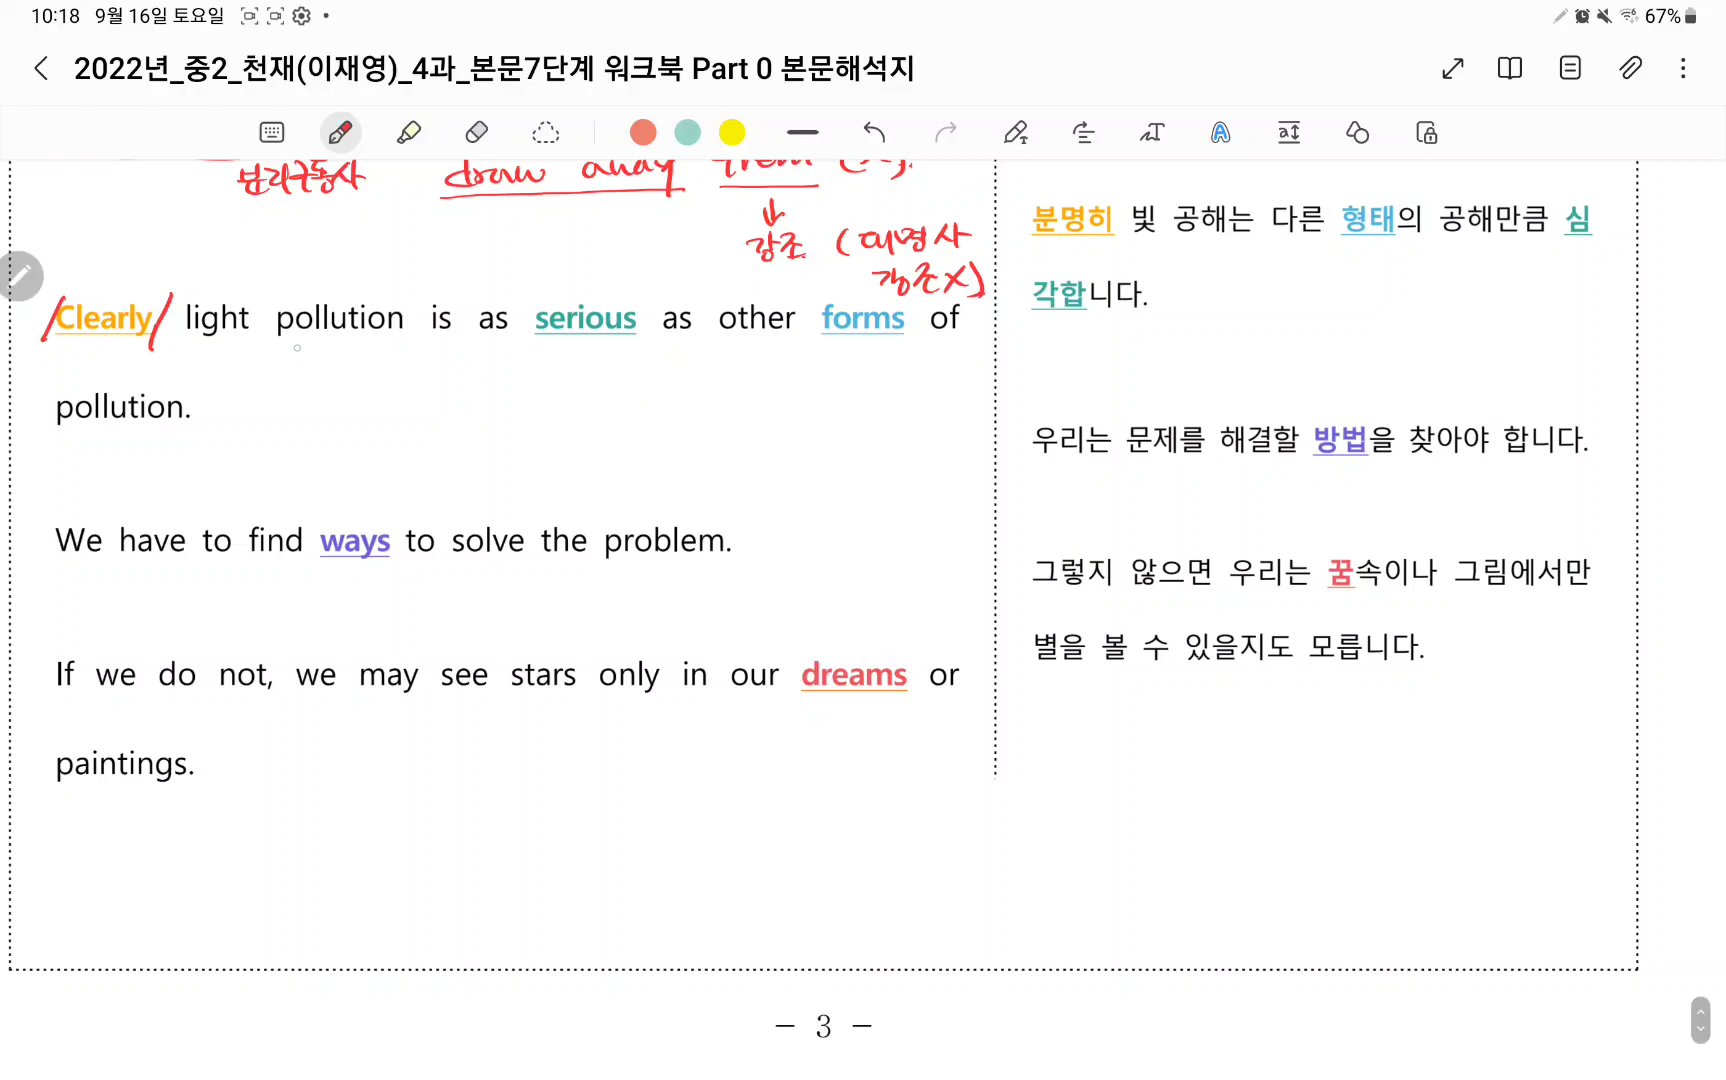 10:18 9월 16일 토요일
67%
2022년_중2_천재(이재영)_4과_본문7단계 워크북 Part 0 본문해석지
분리구동사 draw away them (X).
강조 (대명사
강조X)
Clearly light pollution is as serious as other forms of
pollution.
We have to find ways to solve the problem.
If we do not, we may see stars only in our dreams or
paintings.
분명히 빛 공해는 다른 형태의 공해만큼 심
각합니다.
우리는 문제를 해결할 방법을 찾아야 합니다.
그렇지 않으면 우리는 꿈속이나 그림에서만
별을 볼 수 있을지도 모릅니다.
- 3 -